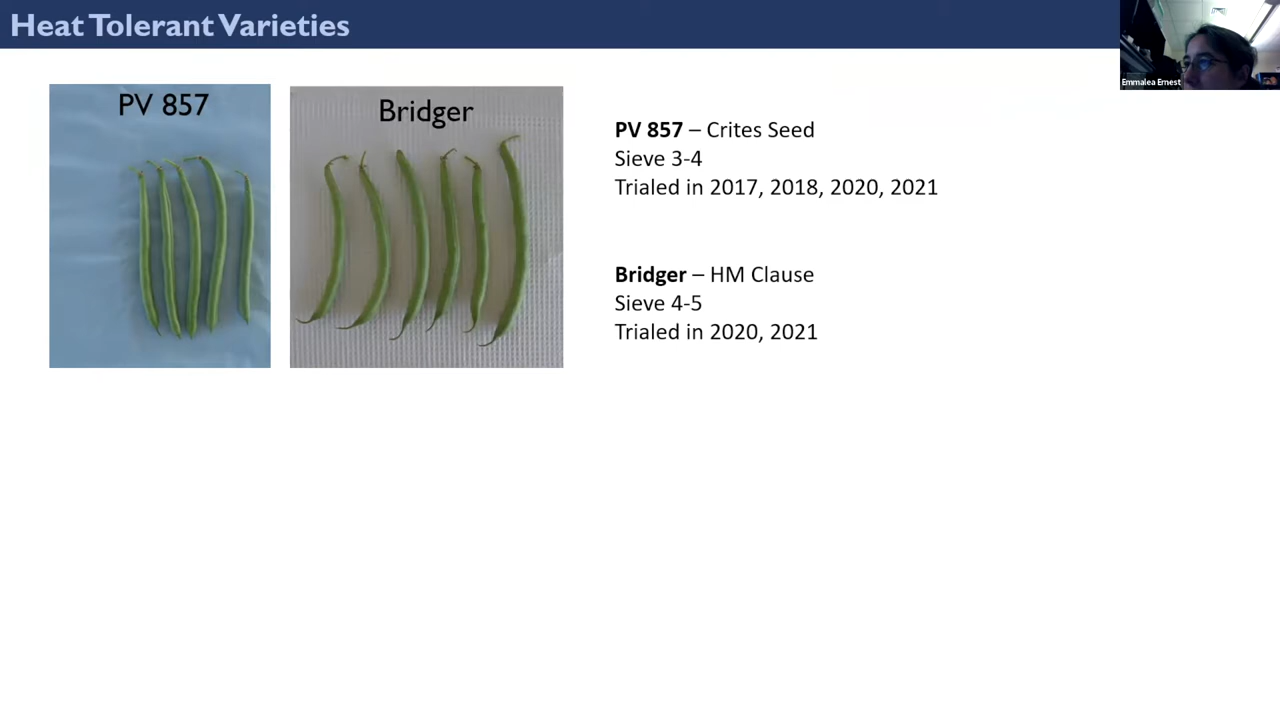 Heat Tolerant Varieties
Emmalea Ernest
PV 857
Bridger
PV 857 – Crites Seed
Sieve 3-4
Trialed in 2017, 2018, 2020, 2021
Bridger – HM Clause
Sieve 4-5
Trialed in 2020, 2021